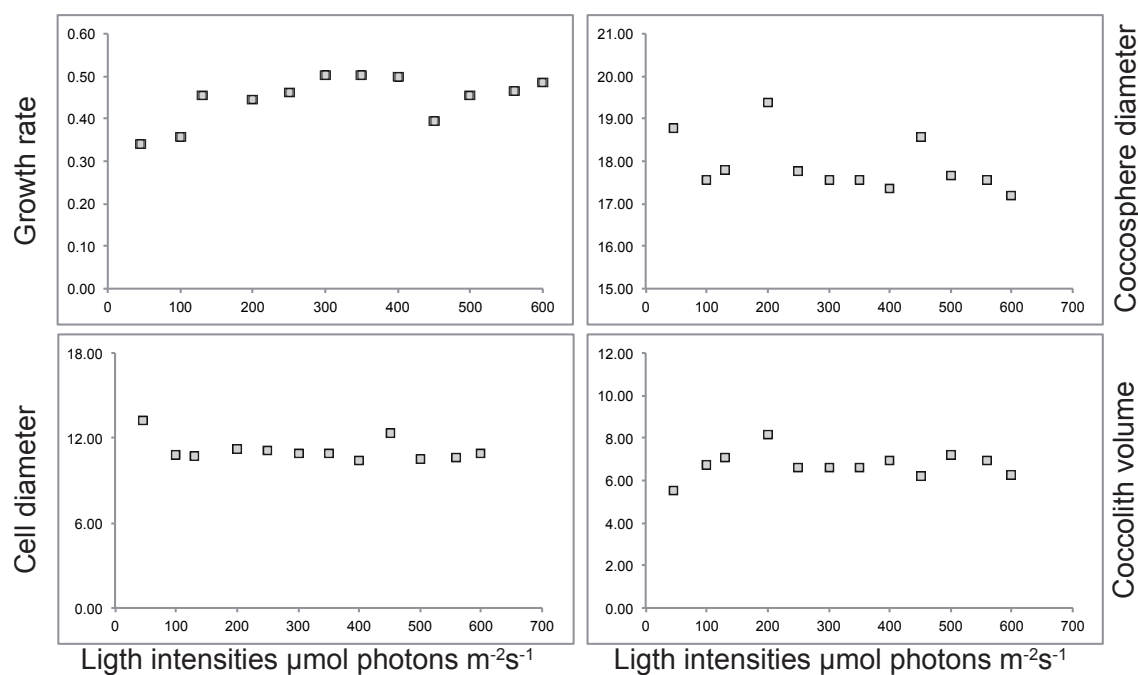 Growth rate
0.60
0.50
0.40
0.30
0.20
0.10
0.00
0 100 200 300 400 500 600
21.00
20.00
19.00
18.00
17.00
16.00
15.00
0 100 200 300 400 500 600 700
Coccosphere diameter
Cell diameter
18.00
12.00
6.00
0.00
0 100 200 300 400 500 600 700
Ligth intensities µmol photons m-2s-1
12.00
10.00
8.00
6.00
4.00
2.00
0.00
0 100 200 300 400 500 600 700
Coccolith volume
Ligth intensities µmol photons m-2s-1